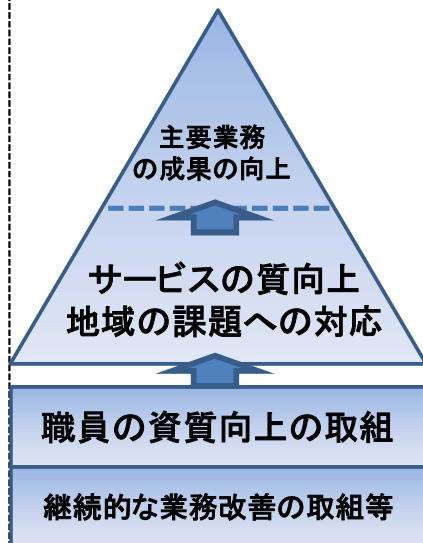 主要業務
の成果の向上
サービスの質向上
地域の課題への対応
職員の資質向上の取組
継続的な業務改善の取組等